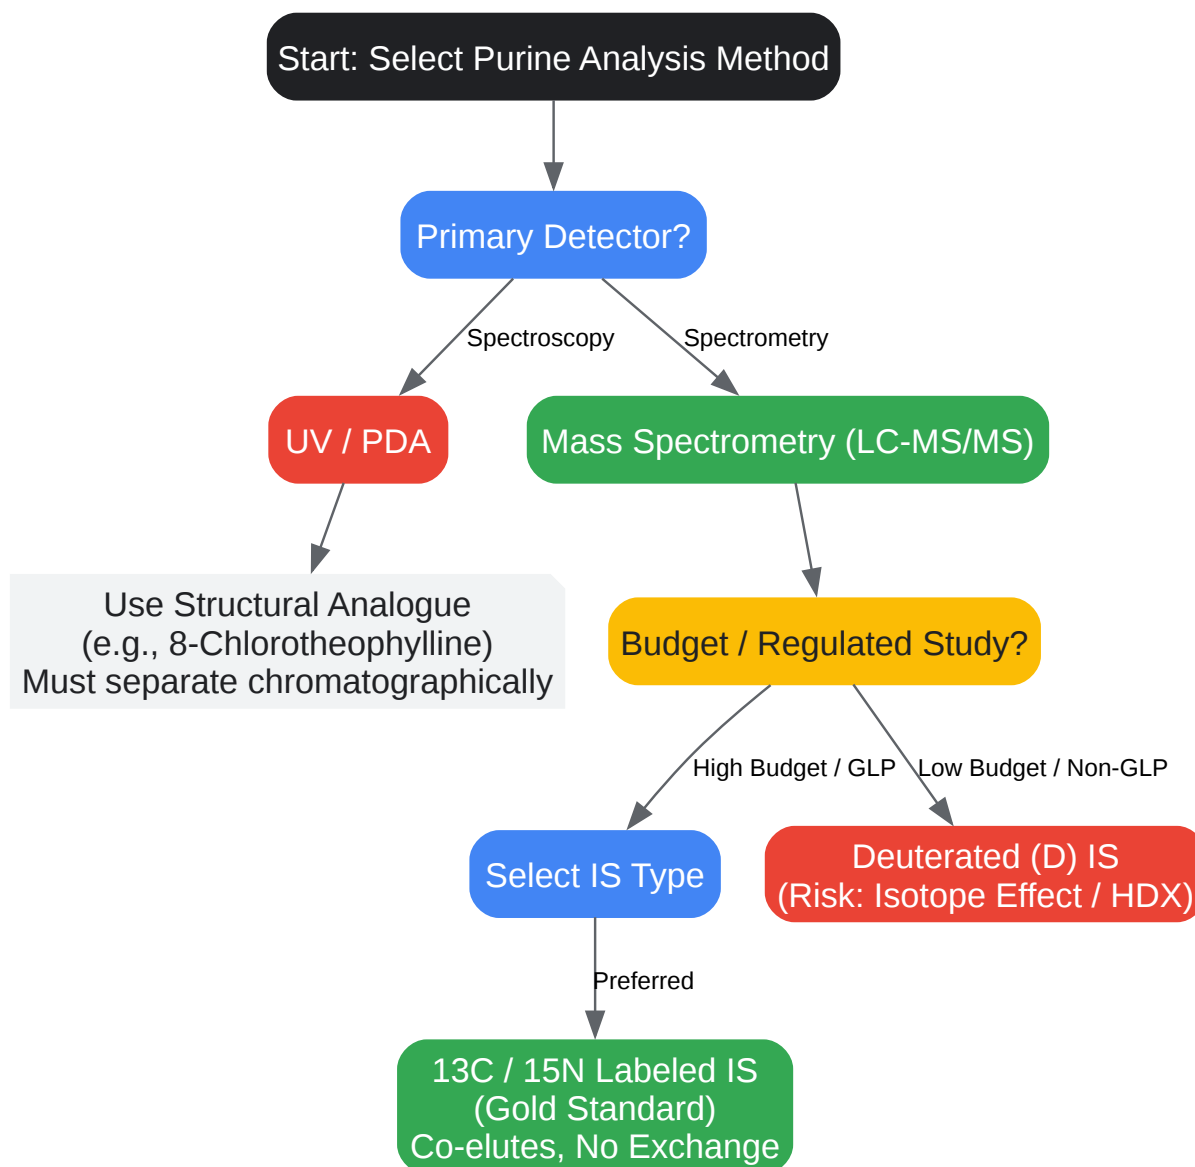 Start: Select Purine Analysis Method
Primary Detector?
Spectroscopy
Spectrometry
UV / PDA
Mass Spectrometry (LC-MS/MS)
Use Structural Analogue
(e.g., 8-Chlorotheophylline)
Must separate chromatographically
Budget / Regulated Study?
High Budget / GLP
Low Budget / Non-GLP
Select IS Type
Deuterated (D) IS
(Risk: Isotope Effect / HDX)
Preferred
13C / 15N Labeled IS
(Gold Standard)
Co-elutes, No Exchange